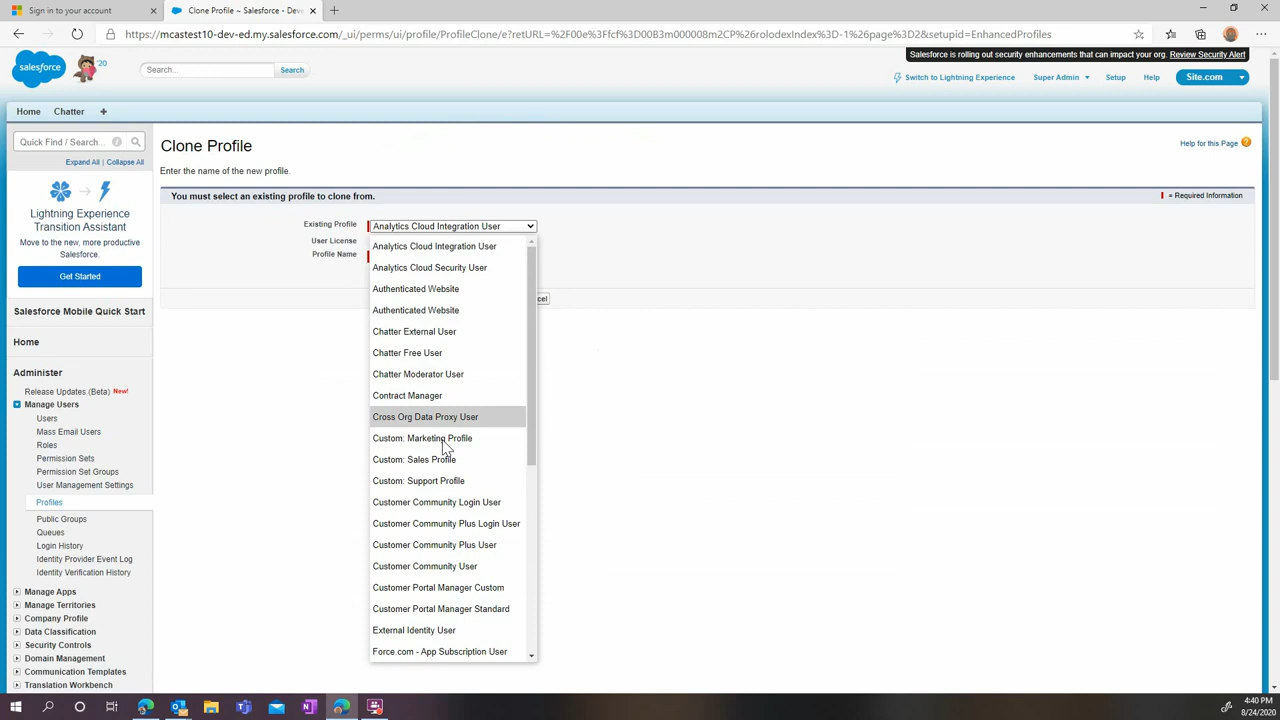 Sign in to your account
Clone Profile ~ Salesforce - Deve
https://mcastest10-dev-ed.my.salesforce.com/_ui/perms/ui/profile/ProfileClone/e?retURL=%2F00e%3Ffcf%3D00B3m000008m2CP%26rolodexIndex%3D-1%26page%3D2&setupid=EnhancedProfiles
Salesforce is rolling out security enhancements that can impact your org. Review Security Alert
salesforce
'20
Search...
Search
Switch to Lightning Experience
Super Admin
Setup
Help
Site.com
Home
Chatter
Quick Find / Search...
Expand All | Collapse All
Lightning Experience
Transition Assistant
Move to the new, more productive
Salesforce.
Get Started
Salesforce Mobile Quick Start
Home
Administer
Release Updates (Beta) New!
Manage Users
Users
Mass Email Users
Roles
Permission Sets
Permission Set Groups
User Management Settings
Profiles
Public Groups
Queues
Login History
Identity Provider Event Log
Identity Verification History
Manage Apps
Manage Territories
Company Profile
Data Classification
Security Controls
Domain Management
Communication Templates
Translation Workbench
Clone Profile
Help for this Page
Enter the name of the new profile.
You must select an existing profile to clone from.
= Required Information
Existing Profile
Analytics Cloud Integration User
User License
Profile Name
cel
Analytics Cloud Integration User
Analytics Cloud Security User
Authenticated Website
Authenticated Website
Chatter External User
Chatter Free User
Chatter Moderator User
Contract Manager
Cross Org Data Proxy User
Custom: Marketing Profile
Custom: Sales Profile
Custom: Support Profile
Customer Community Login User
Customer Community Plus Login User
Customer Community Plus User
Customer Community User
Customer Portal Manager Custom
Customer Portal Manager Standard
External Identity User
Force.com - App Subscription User
4:40 PM
8/24/2020